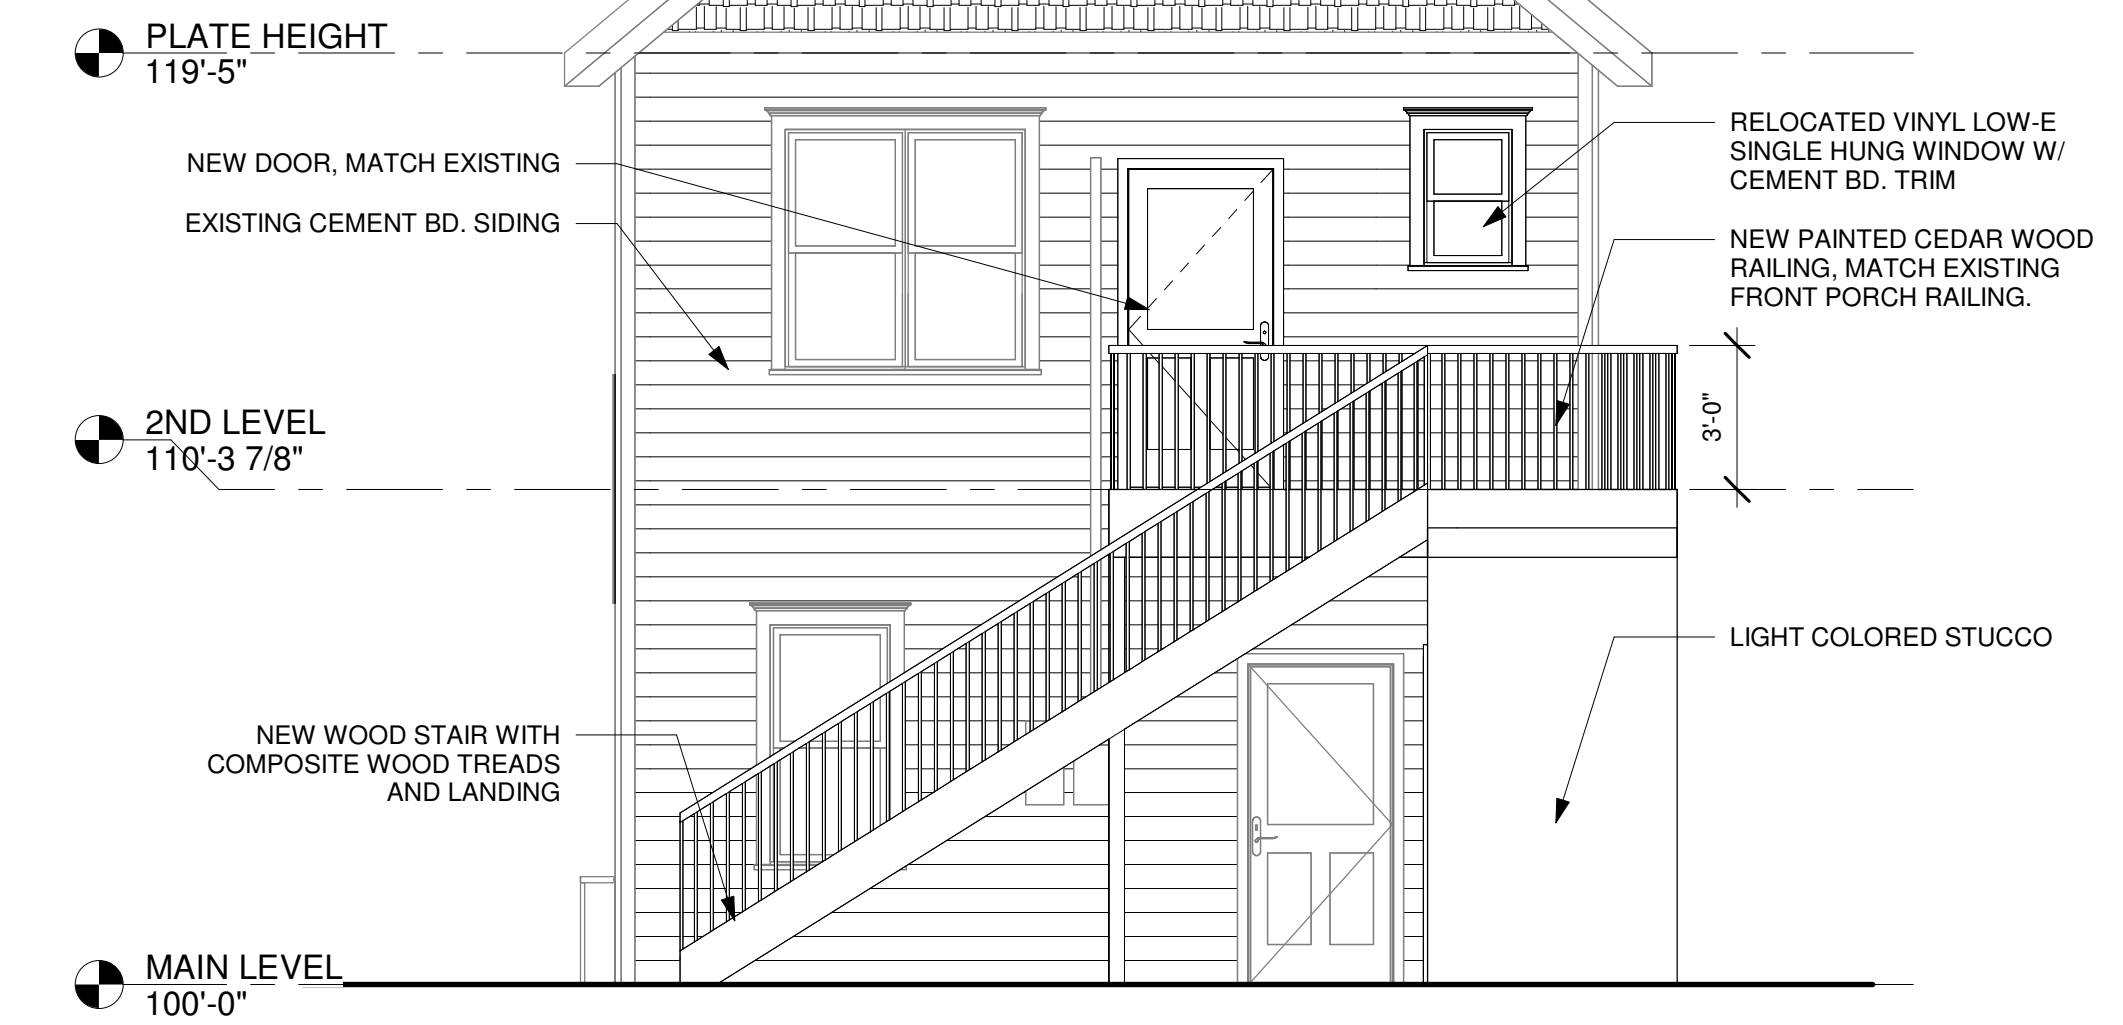 PLATE HEIGHT
119'-5"
NEW DOOR, MATCH EXISTING
EXISTING CEMENT BD. SIDING
RELOCATED VINYL LOW-E
SINGLE HUNG WINDOW W/
CEMENT BD. TRIM
NEW PAINTED CEDAR WOOD
RAILING, MATCH EXISTING
FRONT PORCH RAILING.
3'-0"
2ND LEVEL
110'-3 7/8"
LIGHT COLORED STUCCO
NEW WOOD STAIR WITH
COMPOSITE WOOD TREADS
AND LANDING
MAIN LEVEL
100'-0"